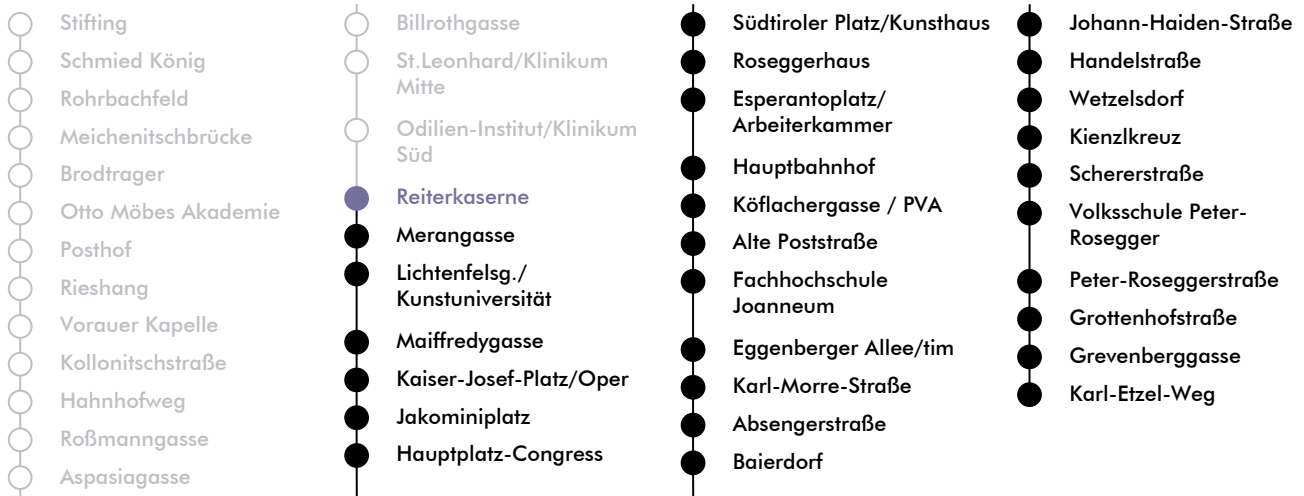 Stifting
Schmied König
Rohrbachfeld
Meichenitschbrücke
Brodtrager
Otto Möbes Akademie
Posthof
Rieshang
Vorauer Kapelle
Kollonitschstraße
Hahnhofweg
Roßmanngasse
Aspasiagasse
Billrothgasse
St.Leonhard/Klinikum
Mitte
Odilien-Institut/Klinikum
Süd
Reiterkaserne
Merangasse
Lichtenfelsg./
Kunstuniversität
Maiffredygasse
Kaiser-Josef-Platz/Oper
Jakominiplatz
Hauptplatz-Congress
Südtiroler Platz/Kunsthaus
Roseggerhaus
Esperantoplatz/
Arbeiterkammer
Hauptbahnhof
Köflachergasse / PVA
Alte Poststraße
Fachhochschule
Joanneum
Eggenberger Allee/tim
Karl-Morre-Straße
Absengerstraße
Baierdorf
Johann-Haiden-Straße
Handelstraße
Wetzelsdorf
Kienzlkreuz
Schererstraße
Volksschule Peter-
Rosegger
Peter-Roseggerstraße
Grottenhofstraße
Grevenberggasse
Karl-Etzel-Weg